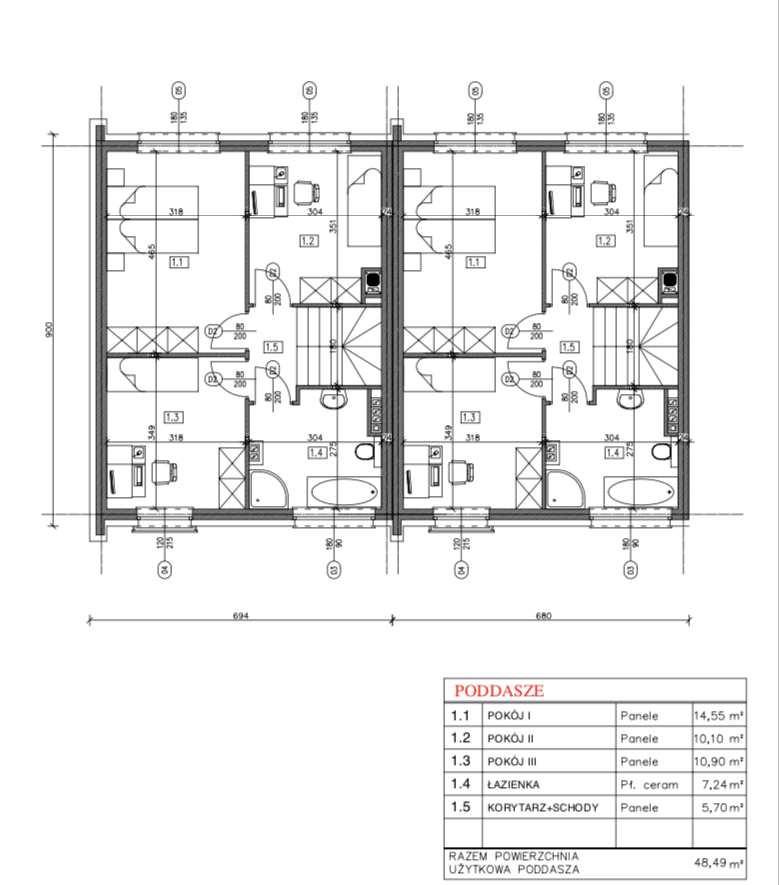 05 05 05 05
180 135 180 135 180 135 180 135
318 304 24 318 304 24
351 351
1.2 1.2
465 465
1.1 1.1
D2 D2
80 200 80 200
900
D2 80 200 D2 80 200
1.5 180 1.5 180
D2 D2
D2 80 200 D2 80 200
80 200 80 200
1.3 1.3
349 318 304 275 24 349 318 304 275 24
1.4 1.4
120 215 180 90 120 215 180 90
04 03 04 03
694 680
PODDASZE
1.1 POKÓJ I Panele 14,55 m²
1.2 POKÓJ II Panele 10,10 m²
1.3 POKÓJ III Panele 10,90 m²
1.4 ŁAZIENKA Pł. ceram 7,24 m²
1.5 KORYTARZ+SCHODY Panele 5,70 m²
RAZEM POWIERZCHNIA
UŻYTKOWA PODDASZA 48,49 m²